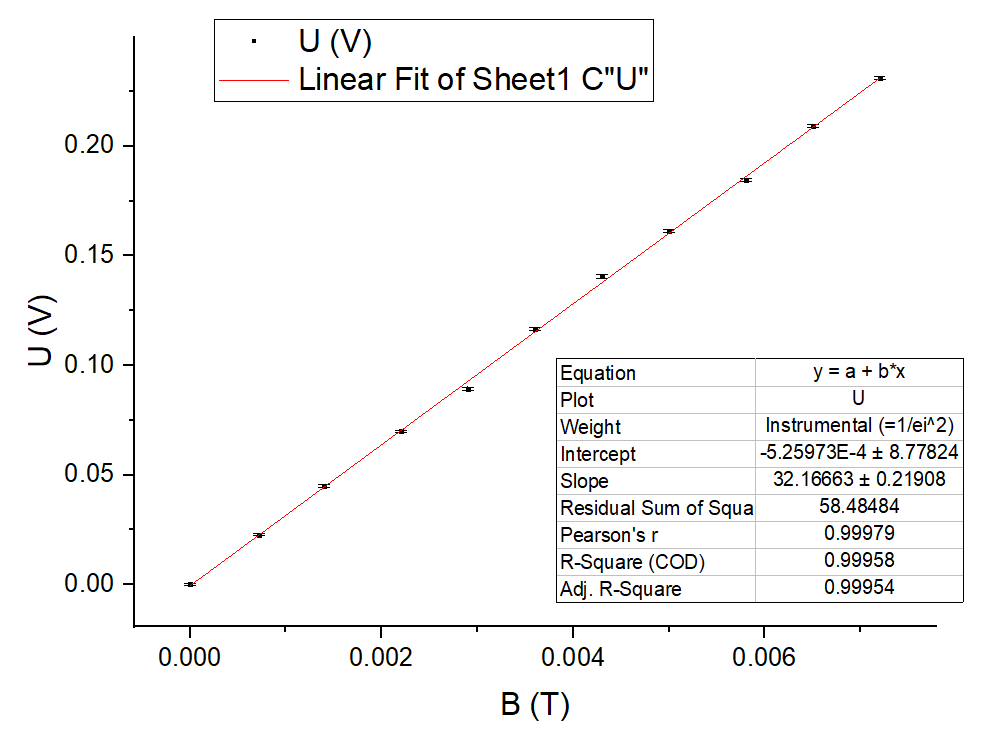 U (V)
Linear Fit of Sheet1 C"U"
0.20
0.15
0.10
0.05
0.00
U (V)
Equation y = a + b*x
Plot U
Weight Instrumental (=1/ei^2)
Intercept -5.25973E-4 ± 8.77824
Slope 32.16663 ± 0.21908
Residual Sum of Squa 58.48484
Pearson's r 0.99979
R-Square (COD) 0.99958
Adj. R-Square 0.99954
0.000 0.002 0.004 0.006
B (T)